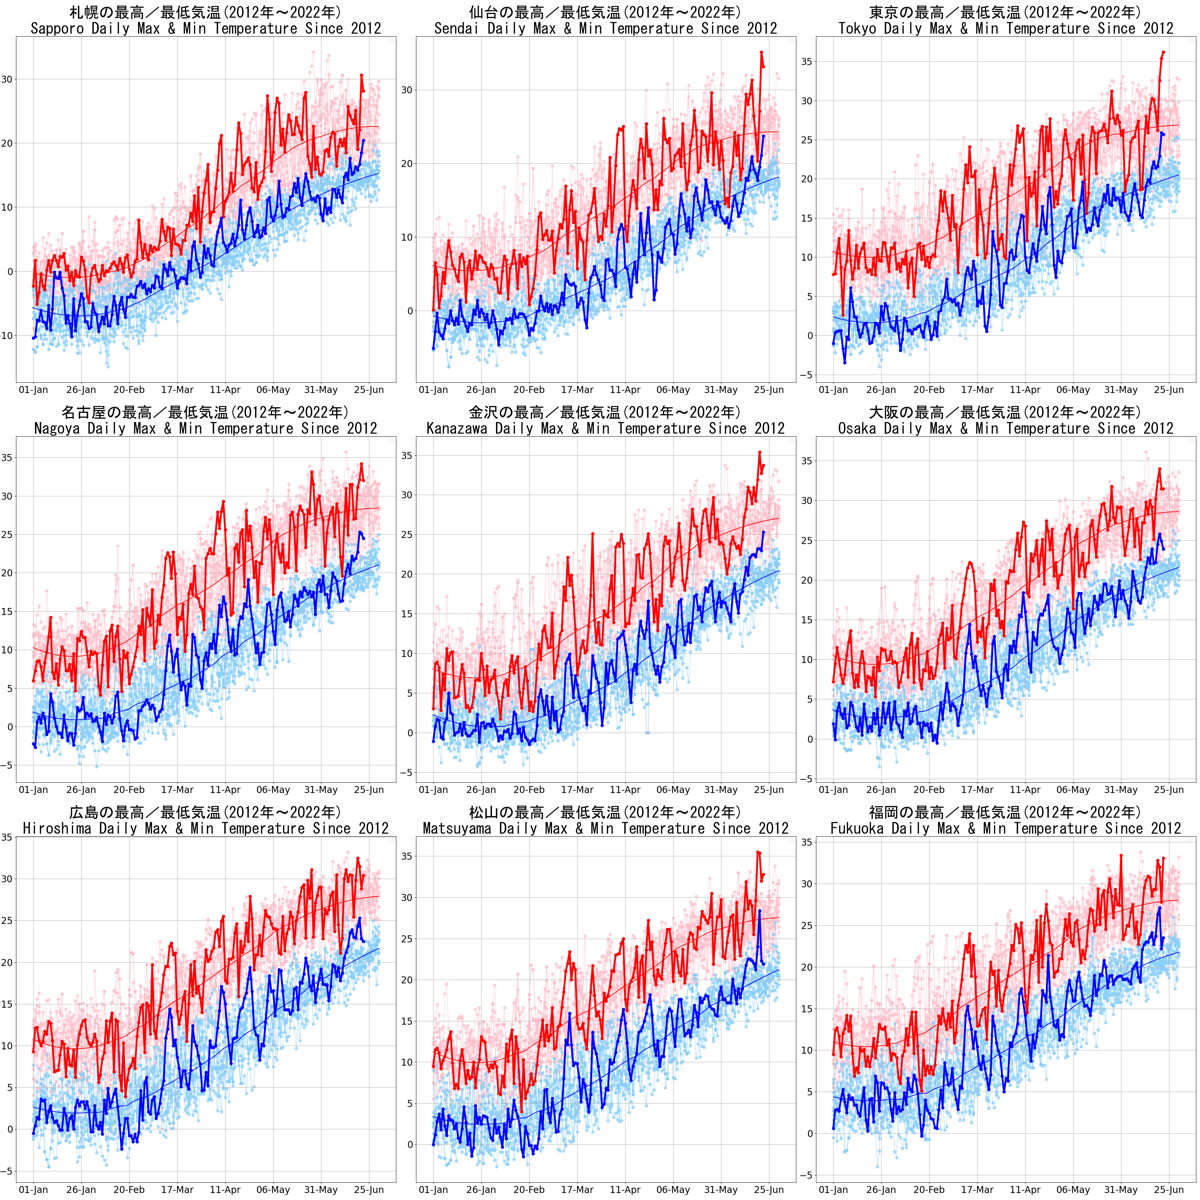 札幌の最高／最低気温(2012年～2022年)
Sapporo Daily Max & Min Temperature Since 2012
30
20
10
0
10
01-Jan 26-Jan 20-Feb 17-Mar 11-Apr 06-May 31-May 25-Jun
仙台の最高／最低気温(2012年～2022年)
Sendai Daily Max & Min Temperature Since 2012
30
20
10
0
01-Jan 26-Jan 20-Feb 17-Mar 11-Apr 06-May 31-May 25-Jun
東京の最高／最低気温(2012年～2022年)
Tokyo Daily Max & Min Temperature Since 2012
35
30
25
20
15
10
5
0
−5
01-Jan 26-Jan 20-Feb 17-Mar 11-Apr 06-May 31-May 25-Jun
名古屋の最高／最低気温(2012年～2022年)
Nagoya Daily Max & Min Temperature Since 2012
35
30
25
20
15
10
5
0
−5
01-Jan 26-Jan 20-Feb 17-Mar 11-Apr 06-May 31-May 25-Jun
金沢の最高／最低気温(2012年～2022年)
Kanazawa Daily Max & Min Temperature Since 2012
35
30
25
20
15
10
5
0
−5
01-Jan 26-Jan 20-Feb 17-Mar 11-Apr 06-May 31-May 25-Jun
大阪の最高／最低気温(2012年～2022年)
Osaka Daily Max & Min Temperature Since 2012
35
30
25
20
15
10
5
0
−5
01-Jan 26-Jan 20-Feb 17-Mar 11-Apr 06-May 31-May 25-Jun
広島の最高／最低気温(2012年～2022年)
Hiroshima Daily Max & Min Temperature Since 2012
35
30
25
20
15
10
5
0
−5
01-Jan 26-Jan 20-Feb 17-Mar 11-Apr 06-May 31-May 25-Jun
松山の最高／最低気温(2012年～2022年)
Matsuyama Daily Max & Min Temperature Since 2012
35
30
25
20
15
10
5
0
01-Jan 26-Jan 20-Feb 17-Mar 11-Apr 06-May 31-May 25-Jun
福岡の最高／最低気温(2012年～2022年)
Fukuoka Daily Max & Min Temperature Since 2012
35
30
25
20
15
10
5
0
−5
01-Jan 26-Jan 20-Feb 17-Mar 11-Apr 06-May 31-May 25-Jun